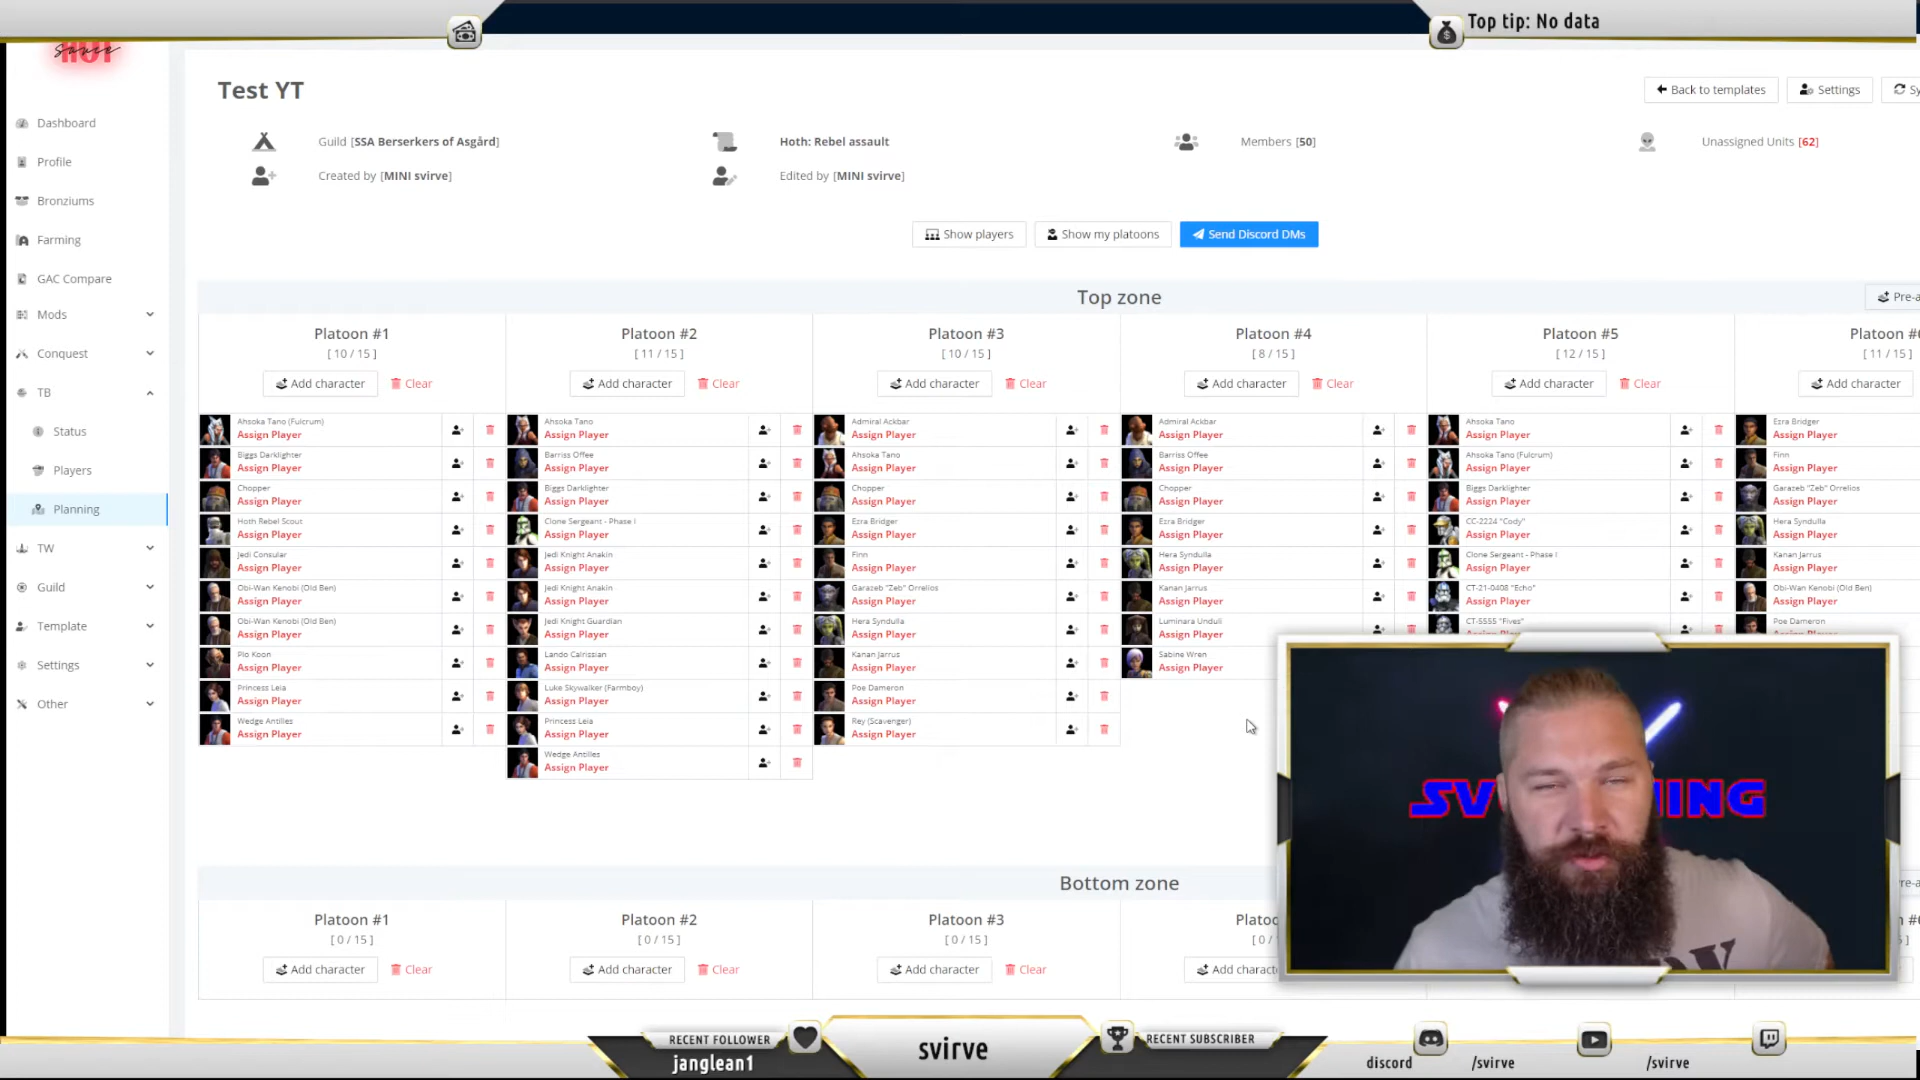 Top tip: No data
sauce
HOT
Test YT
Back to templates
Settings
Sy
Guild [SSA Berserkers of Asgård]
Hoth: Rebel assault
Members [50]
Unassigned Units [62]
Created by [MINI svirve]
Edited by [MINI svirve]
Show players
Show my platoons
Send Discord DMs
Dashboard
Profile
Bronziums
Farming
GAC Compare
Mods
Conquest
TB
Status
Players
Planning
TW
Guild
Template
Settings
Other
Top zone
Pre-a
Platoon #1
[ 10 / 15 ]
Add character
Clear
Ahsoka Tano (Fulcrum)
Assign Player
Biggs Darklighter
Assign Player
Chopper
Assign Player
Hoth Rebel Scout
Assign Player
Jedi Consular
Assign Player
Obi-Wan Kenobi (Old Ben)
Assign Player
Obi-Wan Kenobi (Old Ben)
Assign Player
Plo Koon
Assign Player
Princess Leia
Assign Player
Wedge Antilles
Assign Player
Platoon #2
[ 11 / 15 ]
Add character
Clear
Ahsoka Tano
Assign Player
Barriss Offee
Assign Player
Biggs Darklighter
Assign Player
Clone Sergeant - Phase I
Assign Player
Jedi Knight Anakin
Assign Player
Jedi Knight Anakin
Assign Player
Jedi Knight Guardian
Assign Player
Lando Calrissian
Assign Player
Luke Skywalker (Farmboy)
Assign Player
Princess Leia
Assign Player
Wedge Antilles
Assign Player
Platoon #3
[ 10 / 15 ]
Add character
Clear
Admiral Ackbar
Assign Player
Ahsoka Tano
Assign Player
Chopper
Assign Player
Ezra Bridger
Assign Player
Finn
Assign Player
Garazeb "Zeb" Orrelios
Assign Player
Hera Syndulla
Assign Player
Kanan Jarrus
Assign Player
Poe Dameron
Assign Player
Rey (Scavenger)
Assign Player
Platoon #4
[ 8 / 15 ]
Add character
Clear
Admiral Ackbar
Assign Player
Barriss Offee
Assign Player
Chopper
Assign Player
Ezra Bridger
Assign Player
Hera Syndulla
Assign Player
Kanan Jarrus
Assign Player
Luminara Unduli
Assign Player
Sabine Wren
Assign Player
Platoon #5
[ 12 / 15 ]
Add character
Clear
Ahsoka Tano
Assign Player
Ahsoka Tano (Fulcrum)
Assign Player
Biggs Darklighter
Assign Player
CC-2224 "Cody"
Assign Player
Clone Sergeant - Phase I
Assign Player
CT-21-0408 "Echo"
Assign Player
CT-5555 "Fives"
Assign Player
Platoon #6
[ 11 / 15 ]
Add character
Ezra Bridger
Assign Player
Finn
Assign Player
Garazeb "Zeb" Orrelios
Assign Player
Hera Syndulla
Assign Player
Kanan Jarrus
Assign Player
Obi-Wan Kenobi (Old Ben)
Assign Player
Poe Dameron
Assign Player
Bottom zone
re-a
Platoon #1
[ 0 / 15 ]
Add character
Clear
Platoon #2
[ 0 / 15 ]
Add character
Clear
Platoon #3
[ 0 / 15 ]
Add character
Clear
Platoo
[ 0 /
Add charact
SV
ING
RECENT FOLLOWER
janglean1
svirve
RECENT SUBSCRIBER
discord
/svirve
/svirve